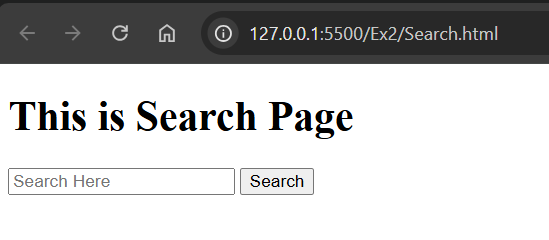 127.0.0.1:5500/Ex2/Search.html
This is Search Page
Search Here Search